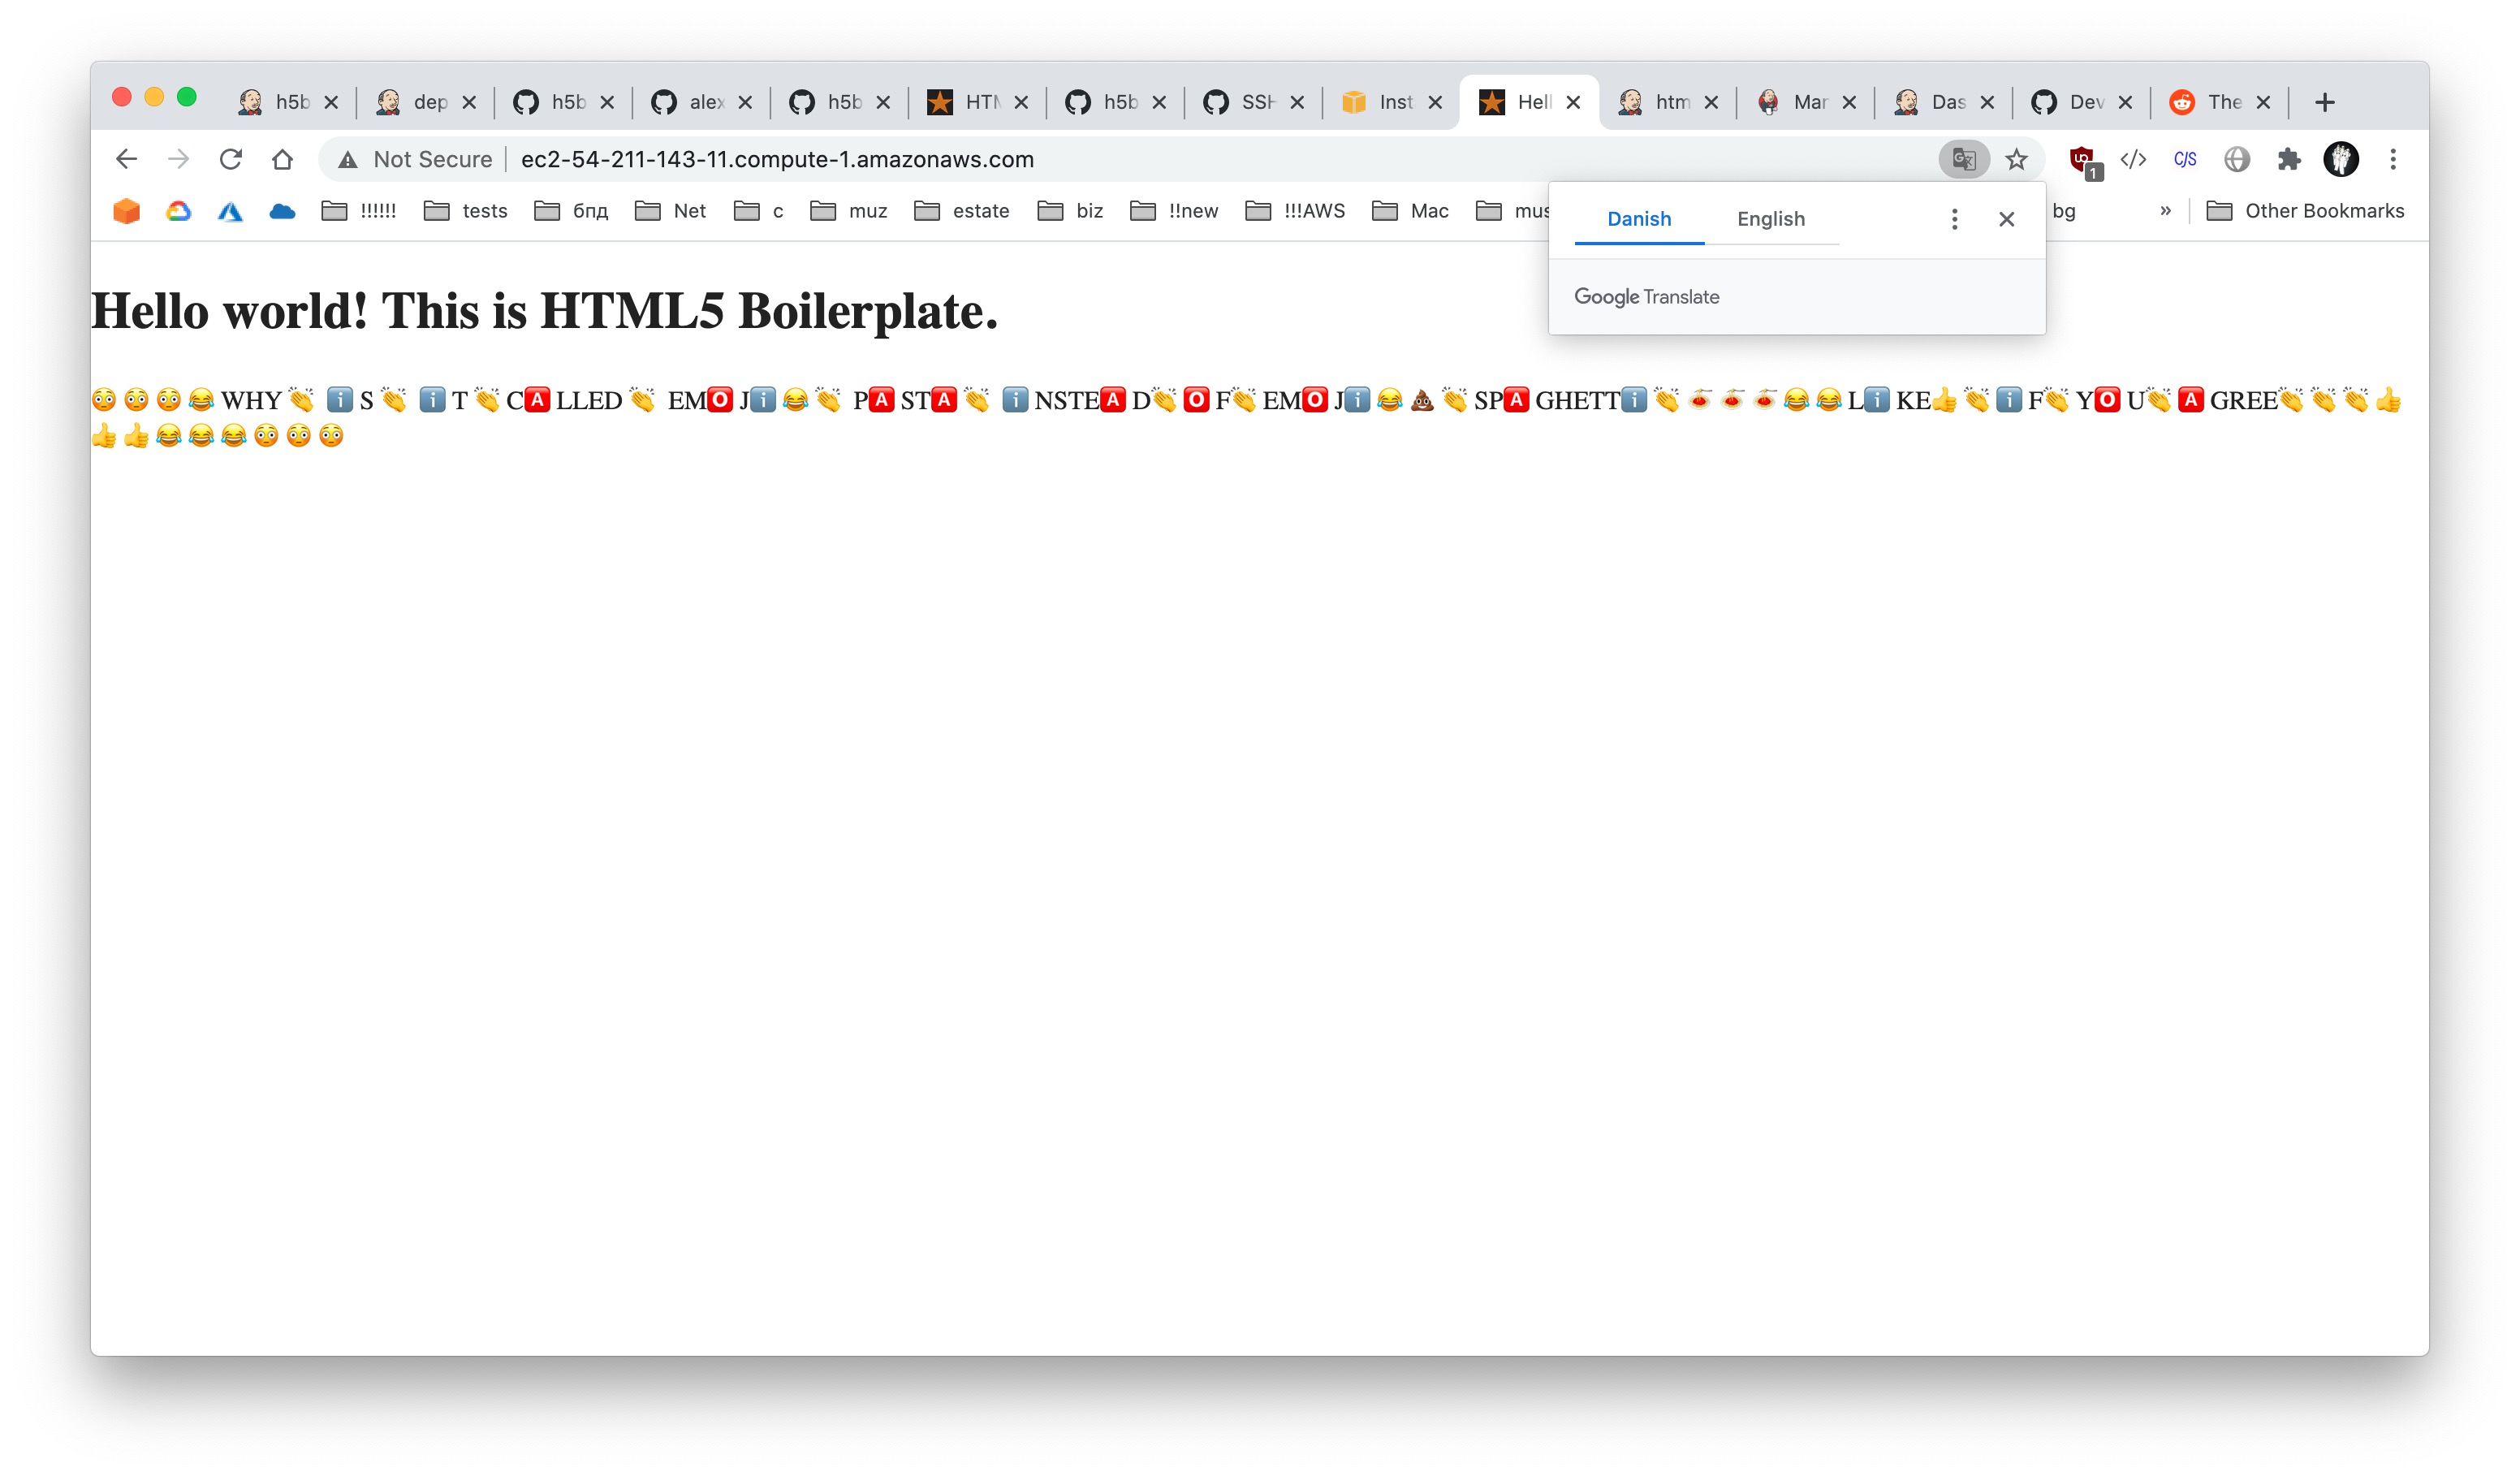 h5b dep h5b alex h5b HTM h5b SSH Inst Hell htm Mar Das Dev The
Not Secure ec2-54-211-143-11.compute-1.amazonaws.com 1 </> C/S
!!!!!! tests бпд Net c muz estate biz !!new !!!AWS Mac mus bg » Other Bookmarks
Danish English
Google Translate
Hello world! This is HTML5 Boilerplate.
😳😳😳😂WHY👏 ℹ️S👏 ℹ️T👏C🅰️LLED👏 EM🅾️Jℹ️😂👏 P🅰️ST🅰️👏 ℹ️NSTE🅰️D👏🅾️F👏EM🅾️Jℹ️😂💩👏SP🅰️GHETTℹ️👏🍝🍝🍝😂😂Lℹ️KE👍👏ℹ️F👏Y🅾️U👏🅰️GREE👏👏👏👍
👍👍😂😂😂😳😳😳